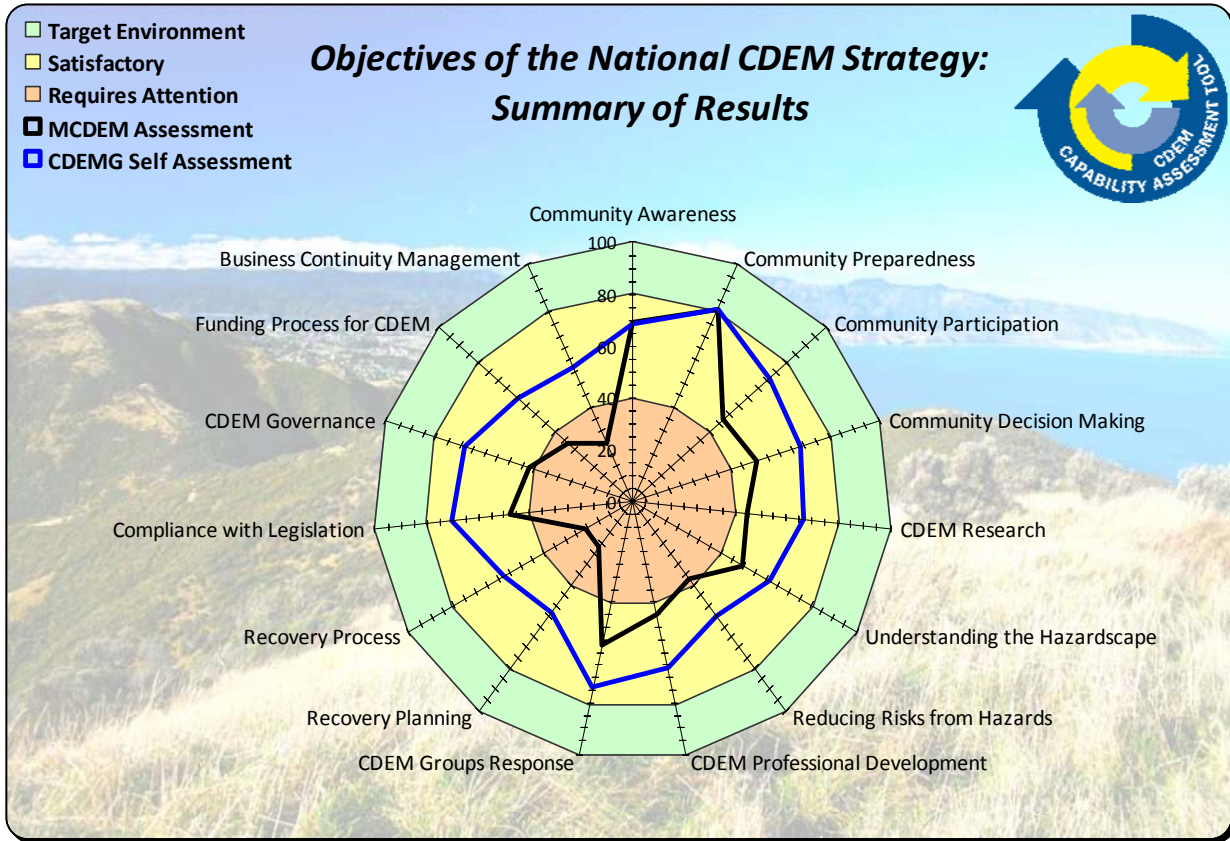 Target Environment
Satisfactory
Requires Attention
MCDEM Assessment
CDEMG Self Assessment
Objectives of the National CDEM Strategy:
Summary of Results
CDEM
CAPABILITY ASSESSMENT TOOL
Community Awareness
Business Continuity Management
100
Community Preparedness
Funding Process for CDEM
80
Community Participation
60
CDEM Governance
40
Community Decision Making
20
Compliance with Legislation
0
CDEM Research
Recovery Process
Understanding the Hazardscape
Recovery Planning
Reducing Risks from Hazards
CDEM Groups Response
CDEM Professional Development